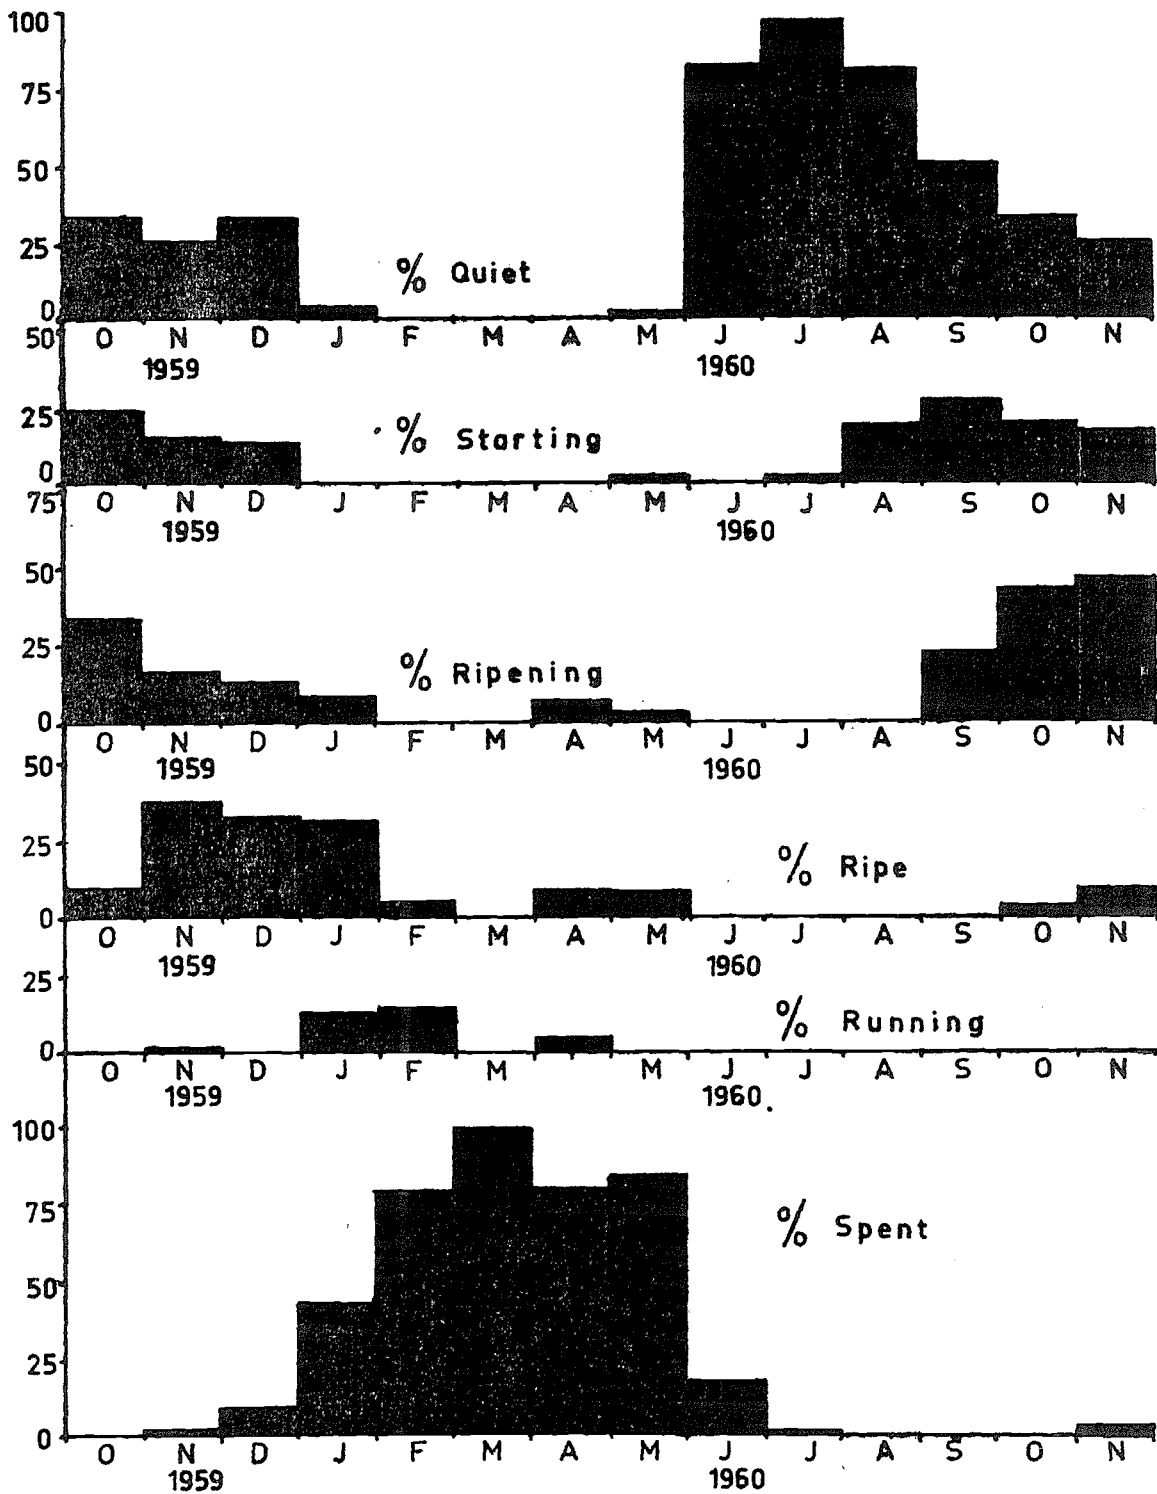 100
75
50
25
% Quiet
0
O N D J F M A M J J A S O N
1959 1960
50
25
% Starting
0
O N D J F M A M J J A S O N
1959 1960
75
50
25
% Ripening
0
O N D J F M A M J J A S O N
1959 1960
50
25
% Ripe
0
O N D J F M A M J J A S O N
1959 1960
25
% Running
0
O N D J F M M J J A S O N
1959 1960
100
75
% Spent
50
25
0
O N D J F M A M J J A S O N
1959 1960